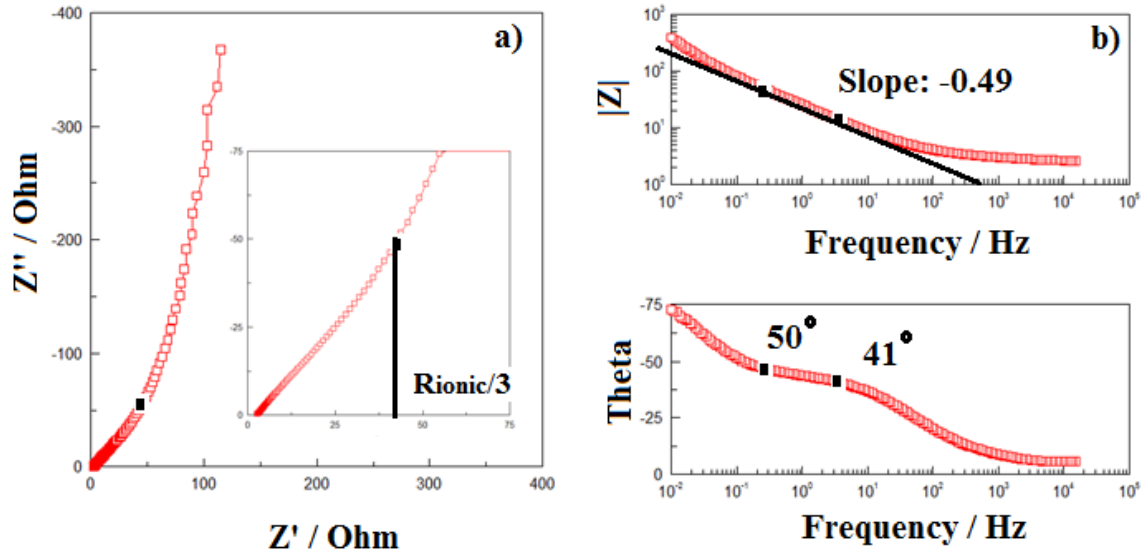 -400
-300
-200
-100
0
Z'' / Ohm
a)
-75
-50
-25
0
0 25 50 75
Rionic/3
0 100 200 300 400
Z' / Ohm
b)
10³
10²
10¹
10⁰
|Z|
Slope: -0.49
10⁻² 10⁻¹ 10⁰ 10¹ 10² 10³ 10⁴ 10⁵
Frequency / Hz
-75
-50
-25
0
Theta
50°
41°
10⁻² 10⁻¹ 10⁰ 10¹ 10² 10³ 10⁴ 10⁵
Frequency / Hz